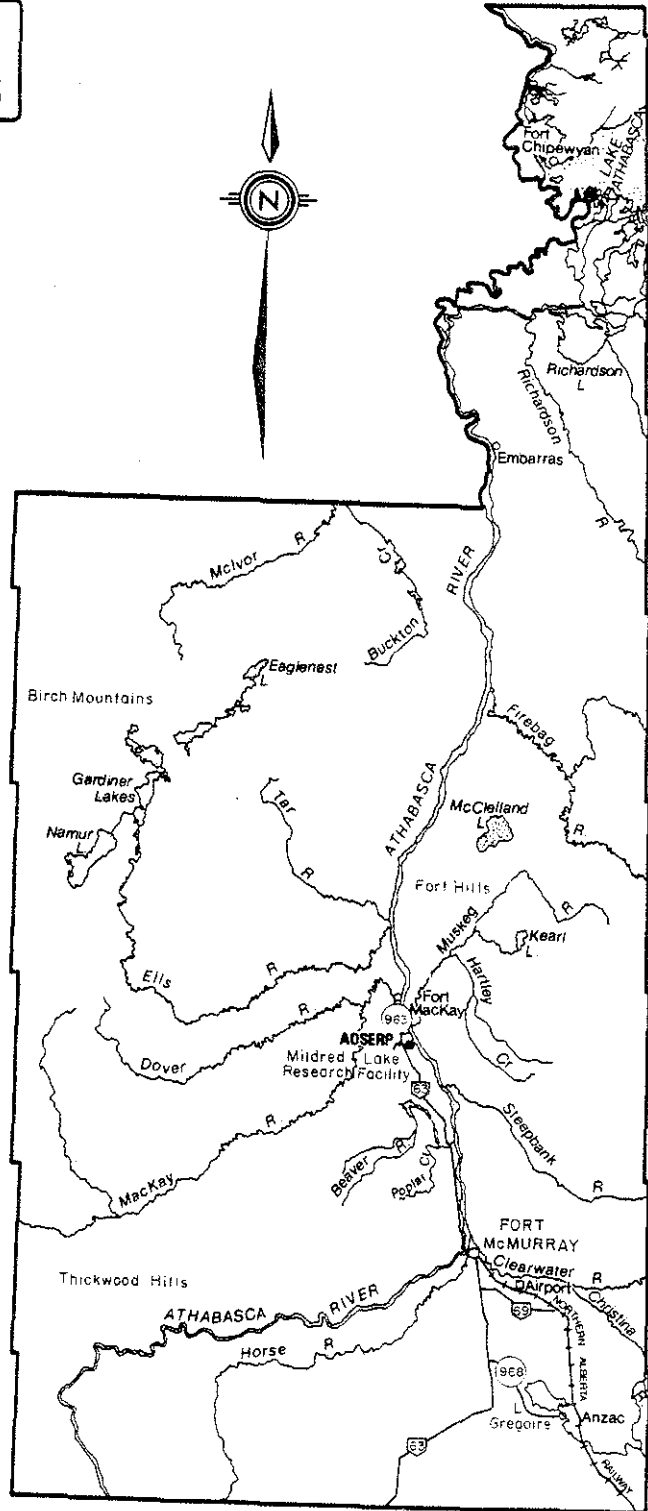 Fort
Chipewyan
LAKE
ATHABASCA
N
Richardson
L
Richardson
R
Embarras
McIvor
R
Cr
Buckton
RIVER
Eaglenest
L
Birch Mountains
Firebag
R
Gardiner
Lakes
Tar
R
ATHABASCA
McClelland
L
Namur
L
Fort Hills
Muskeg
R
Kearl
L
Ells
R
Hartley
Cr
Fort
MacKay
963
AOSERP
Mildred Lake
Research Facility
Dover
R
63
Steepbank
R
Beaver
R
Poplar Cr
MacKay
R
FORT
McMURRAY
Clearwater
R
Airport
Christina
Thickwood Hills
ATHABASCA
RIVER
69
NORTHERN
ALBERTA
RAILWAY
Horse
R
968
L
Gregoire
Anzac
63